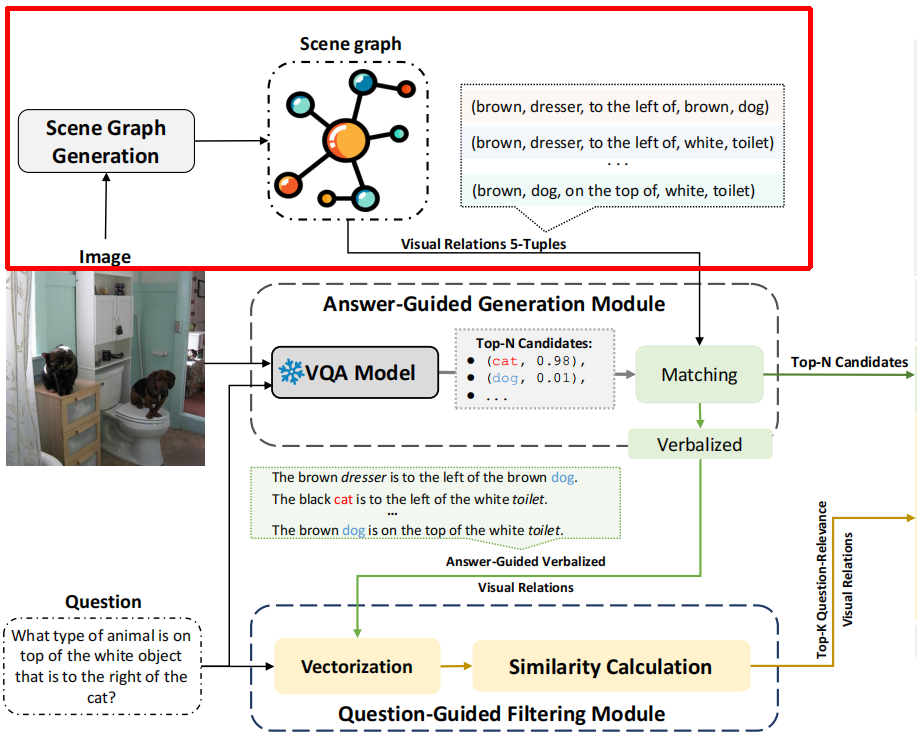 Scene graph
Scene Graph
Generation
(brown, dresser, to the left of, brown, dog)
(brown, dresser, to the left of, white, toilet)
...
(brown, dog, on the top of, white, toilet)
Visual Relations 5-Tuples
Image
Answer-Guided Generation Module
VQA Model
Top-N Candidates:
• (cat, 0.98),
• (dog, 0.01),
• ...
Matching
Top-N Candidates
Verbalized
The brown dresser is to the left of the brown dog.
The black cat is to the left of the white toilet.
...
The brown dog is on the top of the white toilet.
Answer-Guided Verbalized
Visual Relations
Top-K Question-Relevance
Visual Relations
Question
What type of animal is on
top of the white object
that is to the right of the
cat?
Vectorization
Similarity Calculation
Question-Guided Filtering Module